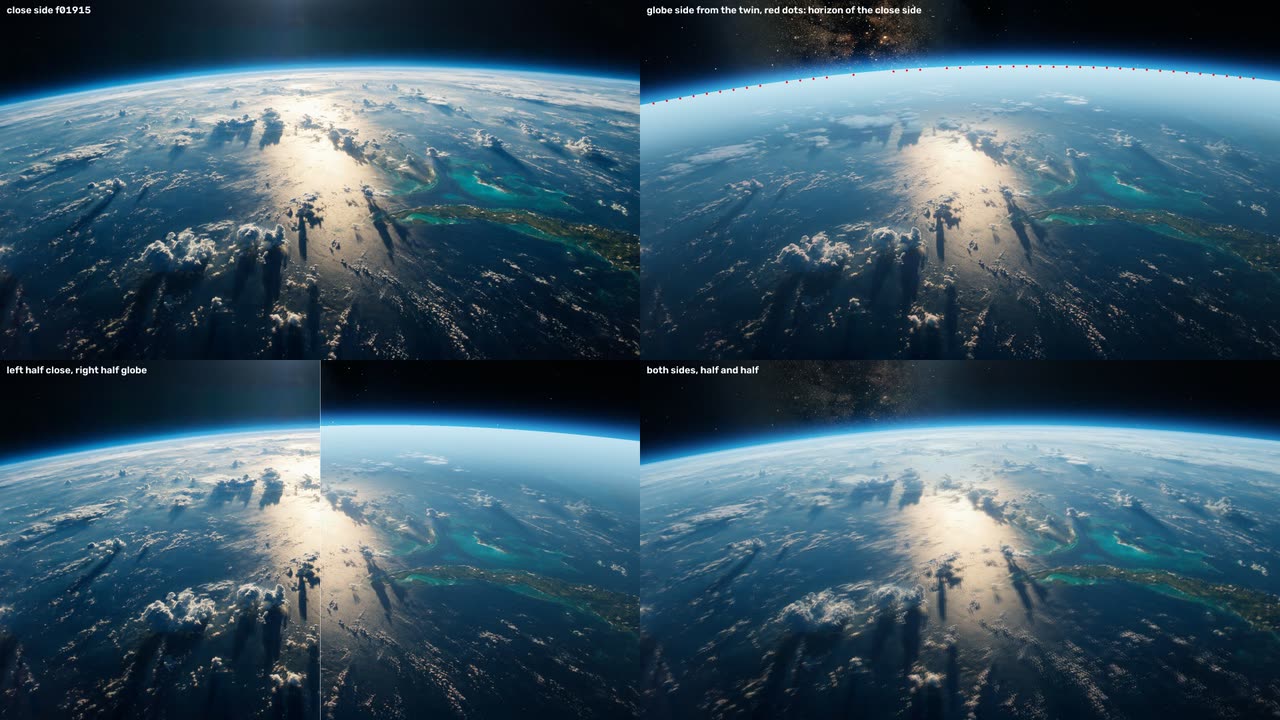 close side f01915
globe side from the twin, red dots: horizon of the close side
left half close, right half globe
both sides, half and half